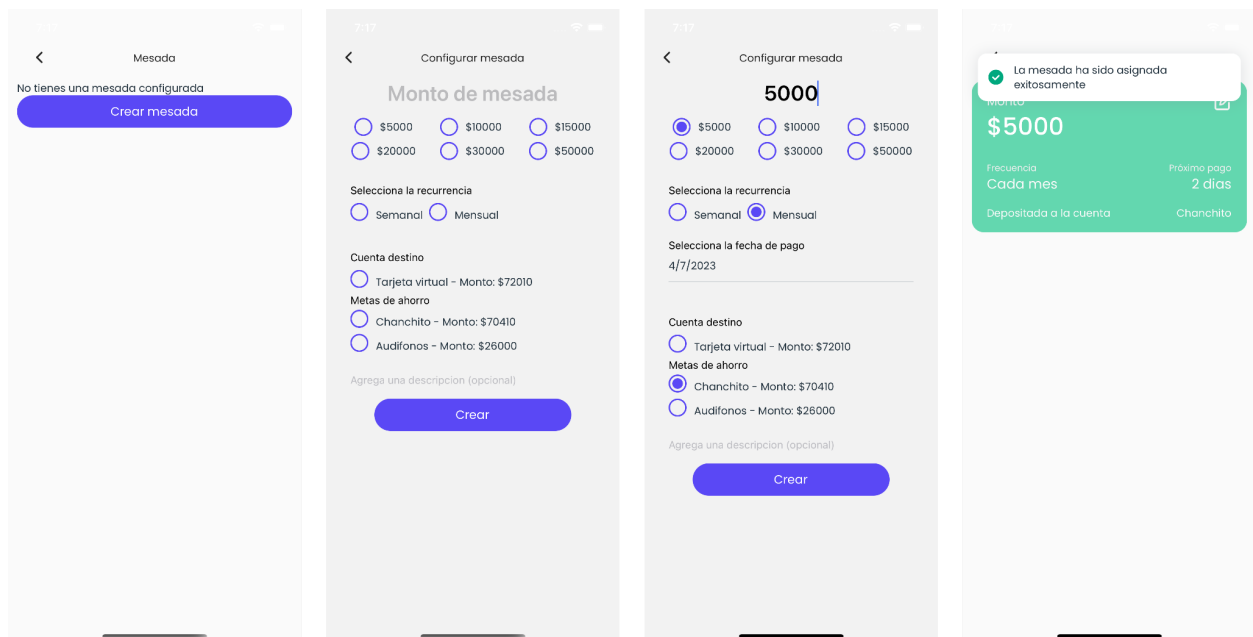 7:17
Mesada
No tienes una mesada configurada
Crear mesada
7:17
Configurar mesada
Monto de mesada
$5000 $10000 $15000
$20000 $30000 $50000
Selecciona la recurrencia
Semanal Mensual
Cuenta destino
Tarjeta virtual - Monto: $72010
Metas de ahorro
Chanchito - Monto: $70410
Audifonos - Monto: $26000
Agrega una descripcion (opcional)
Crear
7:17
Configurar mesada
5000
$5000 $10000 $15000
$20000 $30000 $50000
Selecciona la recurrencia
Semanal Mensual
Selecciona la fecha de pago
4/7/2023
Cuenta destino
Tarjeta virtual - Monto: $72010
Metas de ahorro
Chanchito - Monto: $70410
Audifonos - Monto: $26000
Agrega una descripcion (opcional)
Crear
7:17
La mesada ha sido asignada
exitosamente
Monto
$5000
Frecuencia Próximo pago
Cada mes 2 dias
Depositada a la cuenta Chanchito